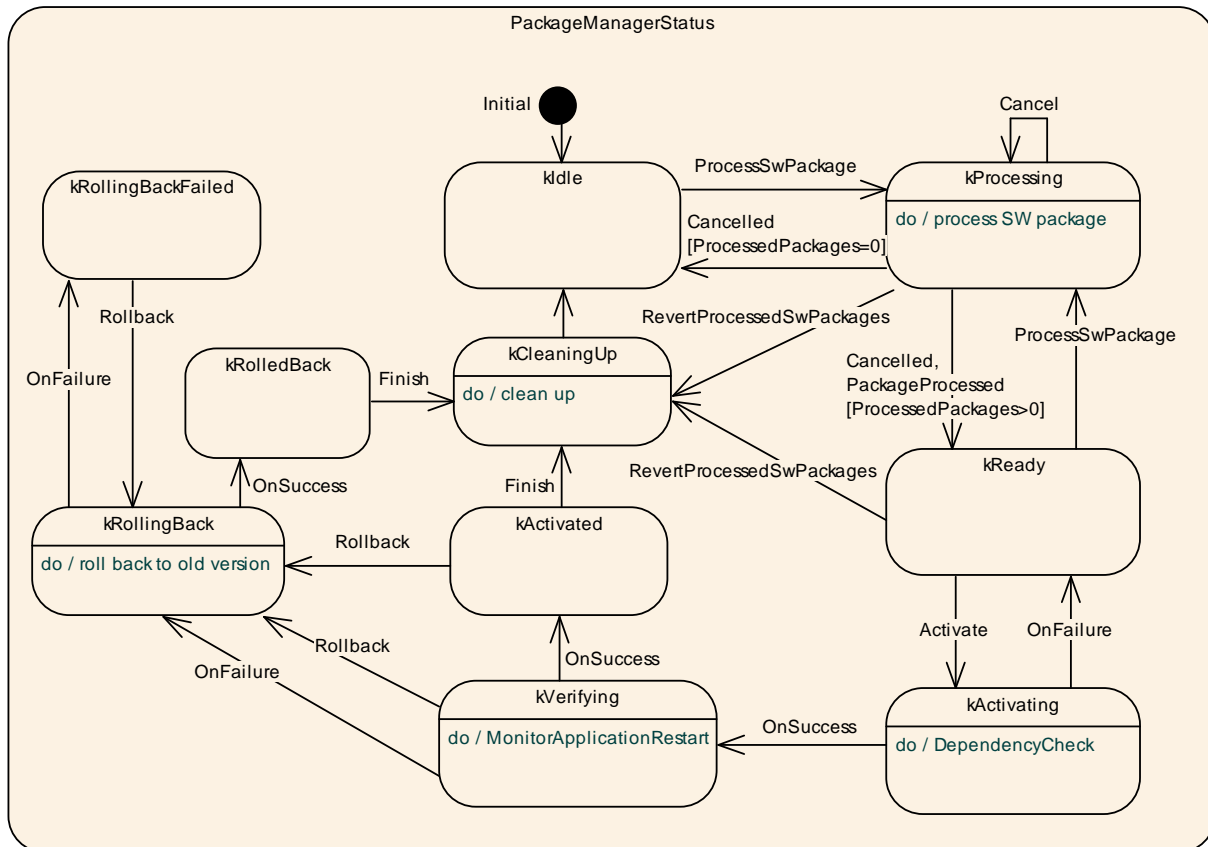 PackageManagerStatus
Initial
Cancel
kIdle
ProcessSwPackage
kProcessing
do / process SW package
kRollingBackFailed
Cancelled
[ProcessedPackages=0]
Rollback
RevertProcessedSwPackages
ProcessSwPackage
kCleaningUp
do / clean up
kRolledBack
Finish
OnFailure
Cancelled,
PackageProcessed
[ProcessedPackages>0]
kReady
RevertProcessedSwPackages
OnSuccess
Finish
kRollingBack
do / roll back to old version
Rollback
kActivated
Activate
OnFailure
Rollback
OnFailure
OnSuccess
kVerifying
do / MonitorApplicationRestart
OnSuccess
kActivating
do / DependencyCheck